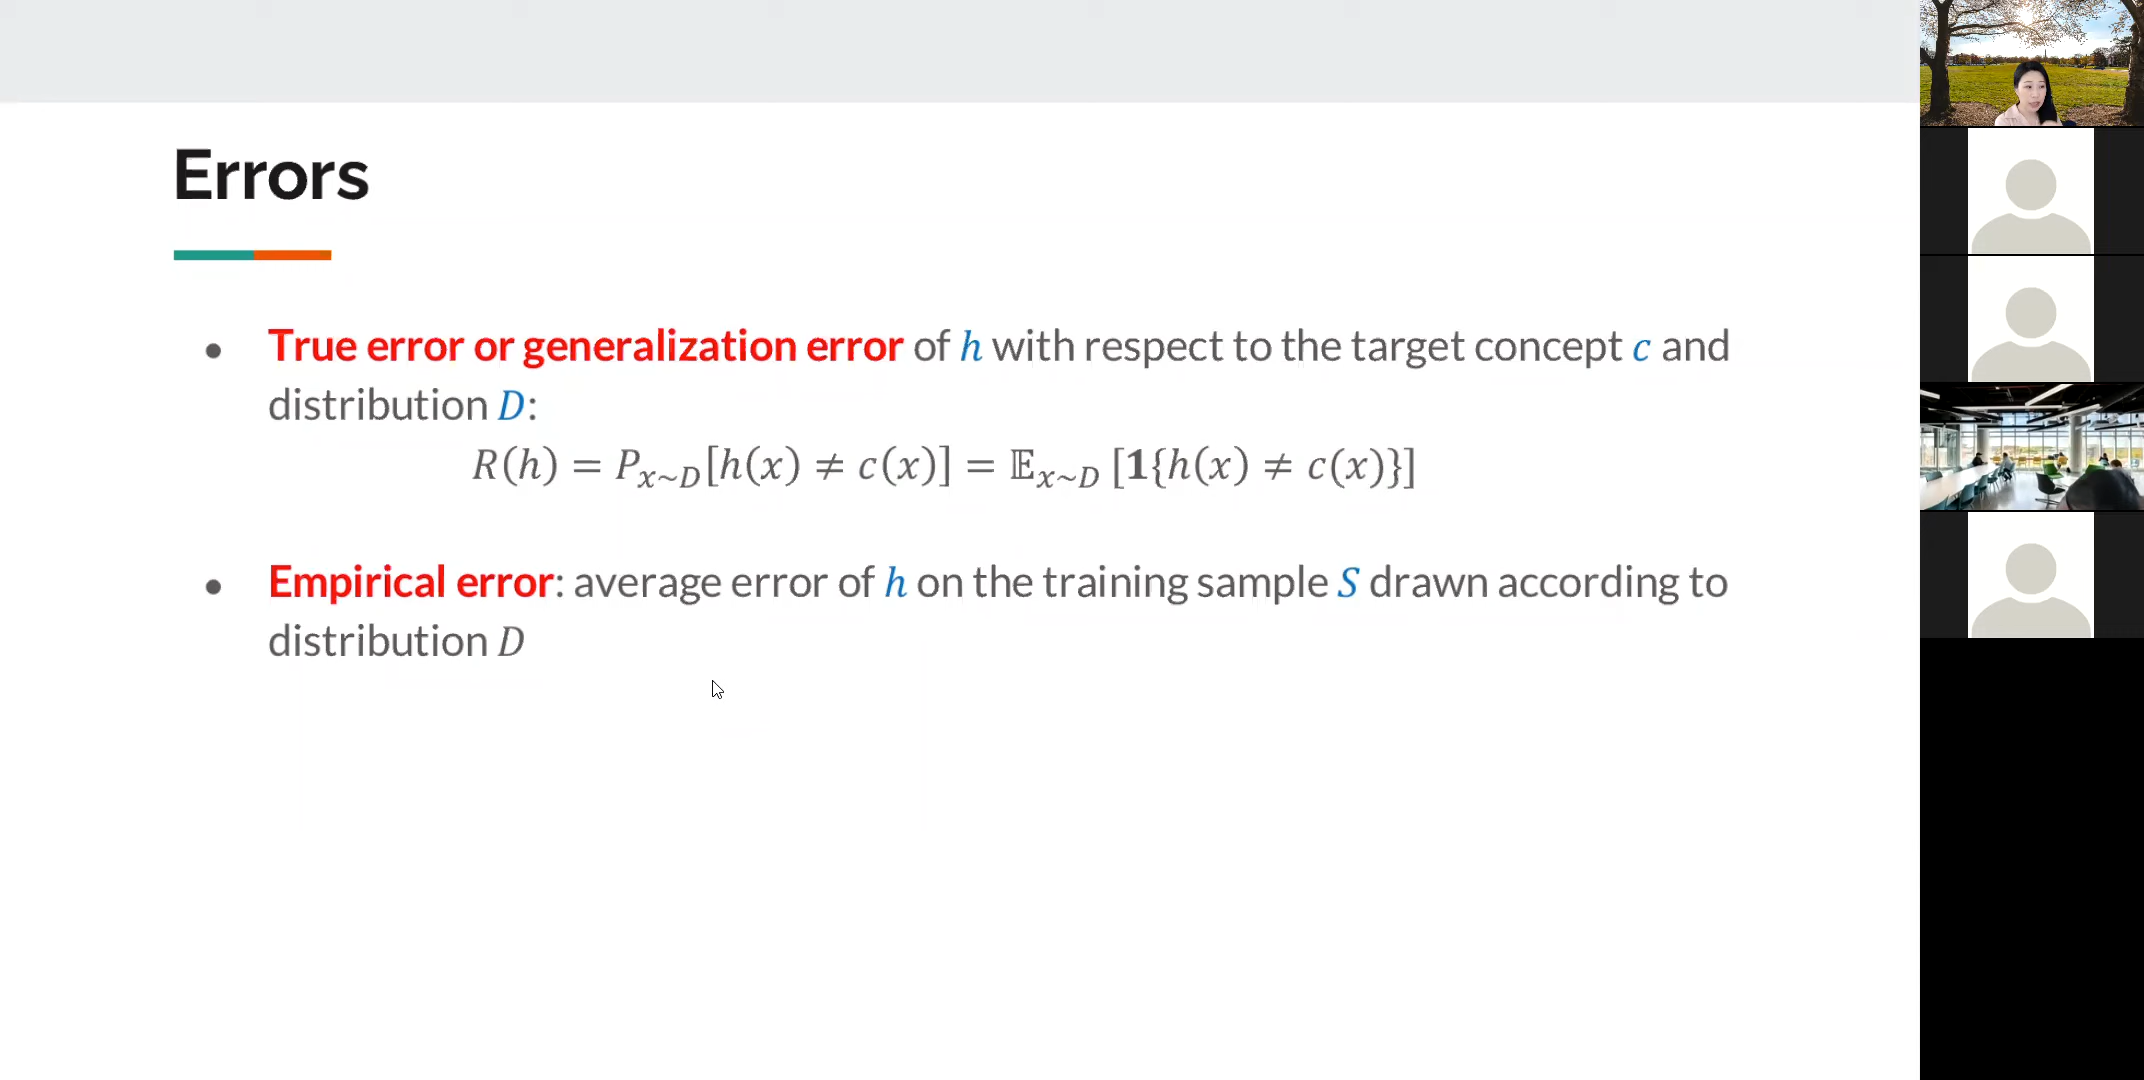 Errors
● True error or generalization error of h with respect to the target concept c and
distribution D:
R(h) = P_{x~D}[h(x) ≠ c(x)] = 𝔼_{x~D} [𝟏{h(x) ≠ c(x)}]
● Empirical error: average error of h on the training sample S drawn according to
distribution D